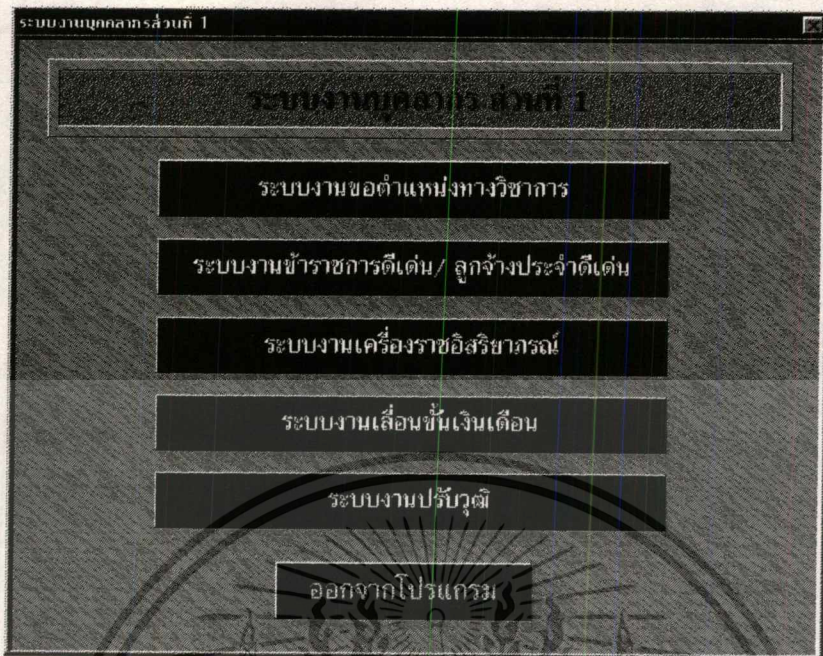 ระบบงานบุคคลากรส่วนที่ 1
ระบบงานบุคลากร ส่วนที่ 1
ระบบงานขอตำแหน่งทางวิชาการ
ระบบงานข้าราชการดีเด่น/ ลูกจ้างประจำดีเด่น
ระบบงานเครื่องราชอิสริยาภรณ์
ระบบงานเลื่อนขั้นเงินเดือน
ระบบงานปรับวุฒิ
ออกจากโปรแกรม